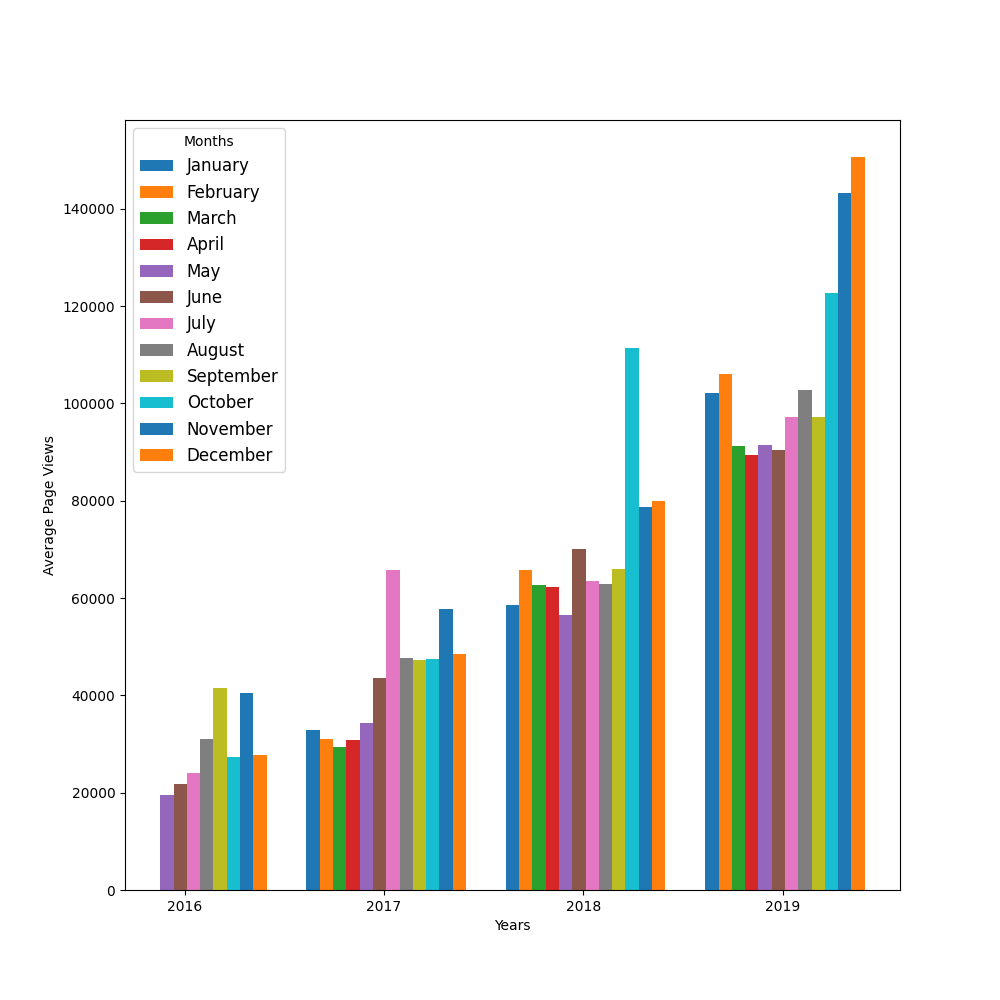 Months
January
February
March
April
May
June
July
August
September
October
November
December
140000
120000
100000
80000
60000
40000
20000
0
Average Page Views
2016 2017 2018 2019
Years